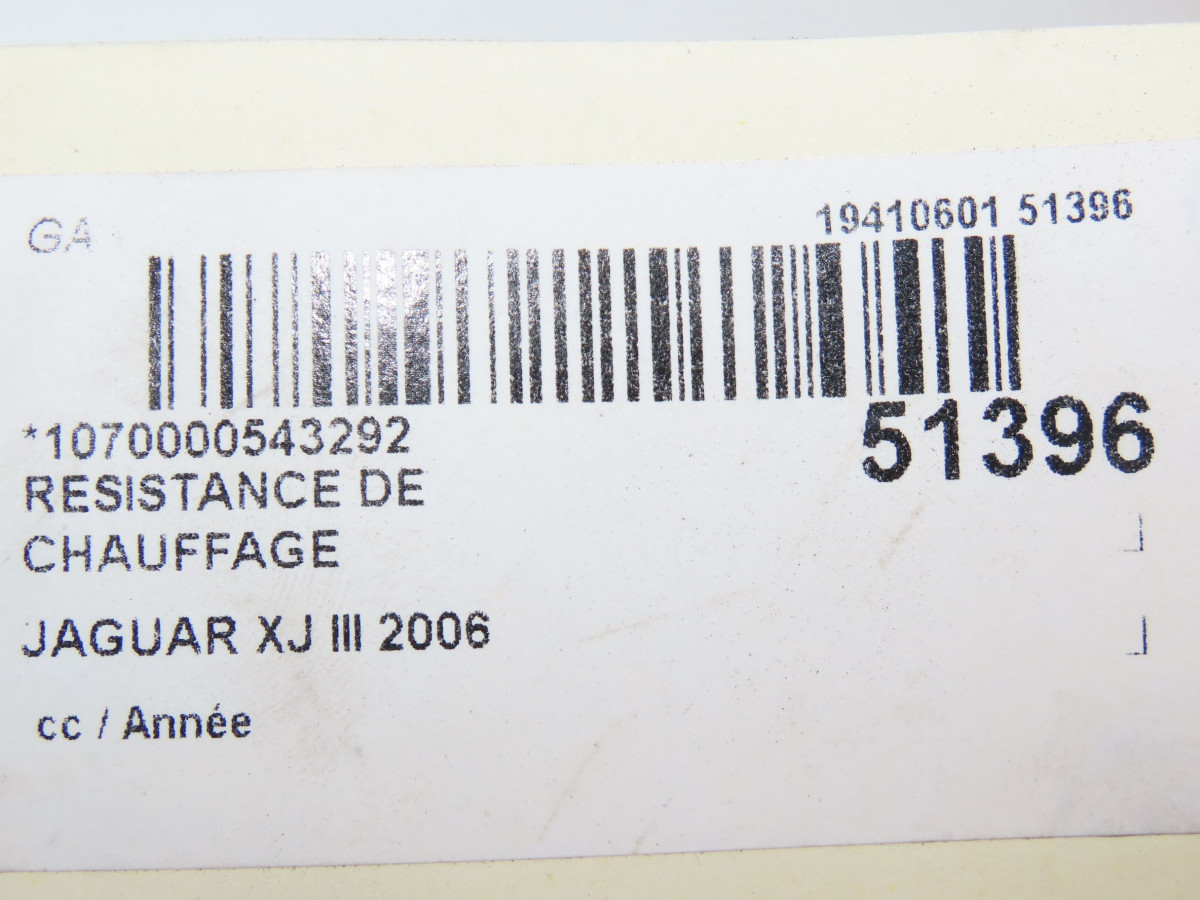 GA
19410601 51396
*1070000543292
51396
RESISTANCE DE
CHAUFFAGE
JAGUAR XJ III 2006
cc / Année